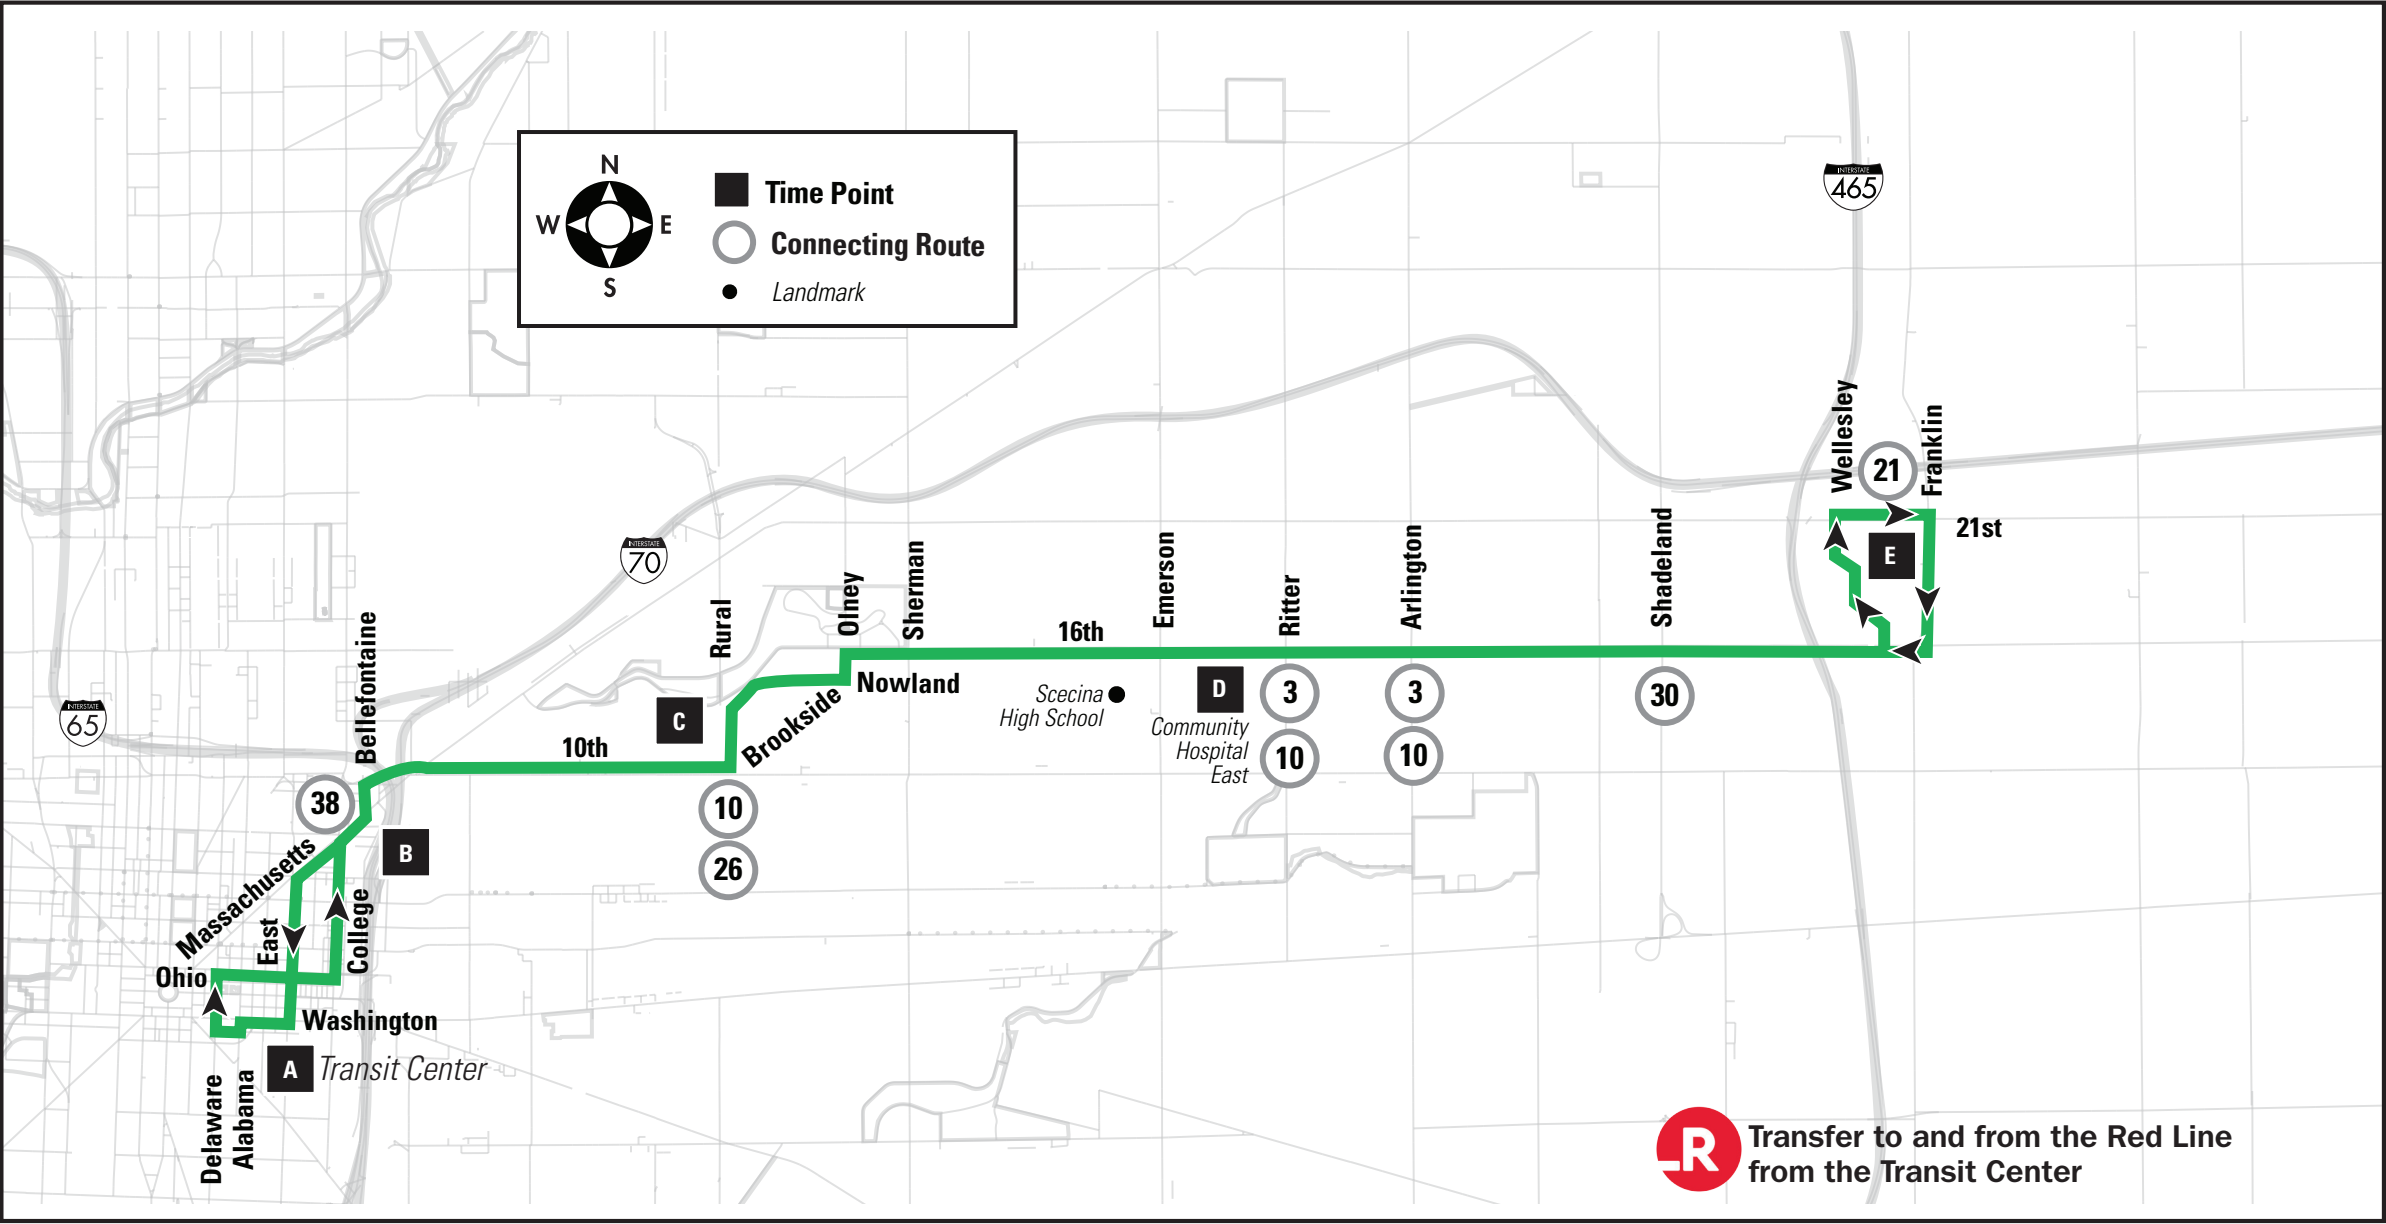 N
W
E
S
Time Point
Connecting Route
Landmark
INTERSTATE
465
Wellesley
21
Franklin
21st
E
INTERSTATE
70
Bellefontaine
Rural
Olney
Sherman
16th
Emerson
Ritter
Arlington
Shadeland
Nowland
Brookside
C
10th
Scecina
High School
D
Community
Hospital
East
3
10
3
10
30
INTERSTATE
65
38
10
26
B
Massachusetts
East
College
Ohio
Washington
A
Transit Center
Delaware
Alabama
R
Transfer to and from the Red Line
from the Transit Center